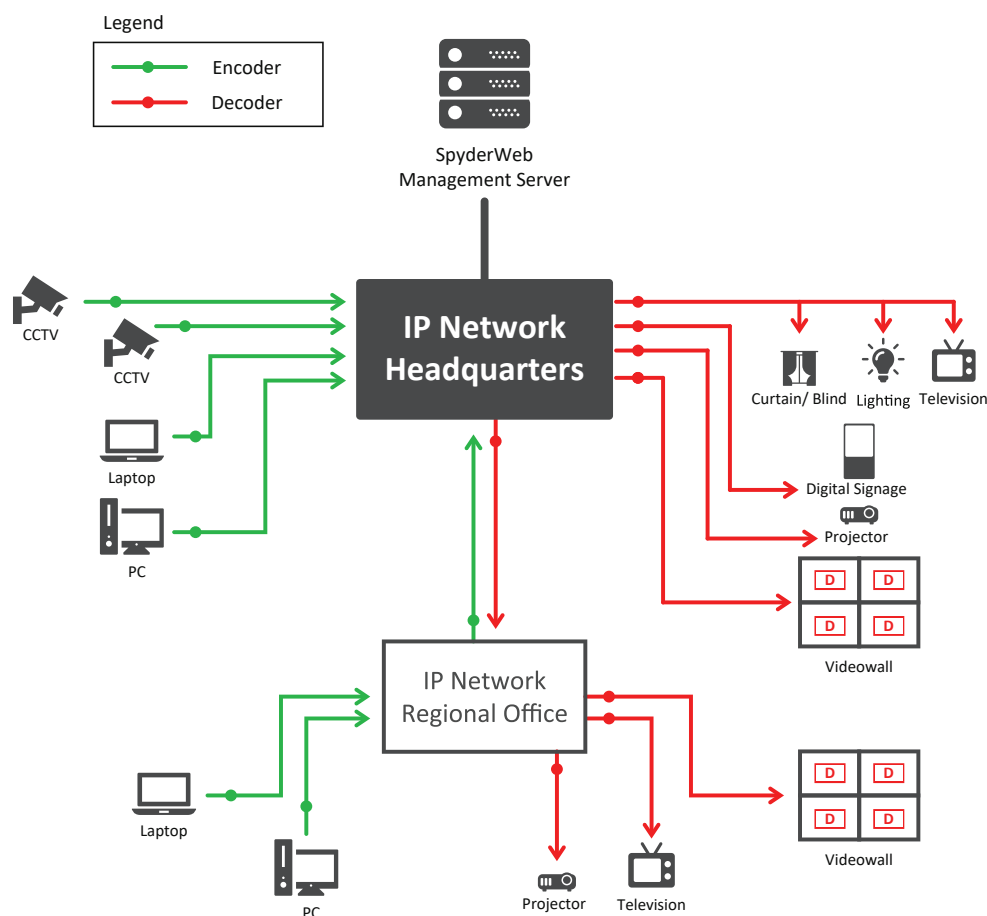 Legend
Encoder
Decoder
SpyderWeb
Management Server
CCTV
CCTV
Laptop
PC
IP Network
Headquarters
Curtain/ Blind
Lighting
Television
Digital Signage
Projector
D
D
D
D
Videowall
IP Network
Regional Office
Laptop
PC
Projector
Television
D
D
D
D
Videowall